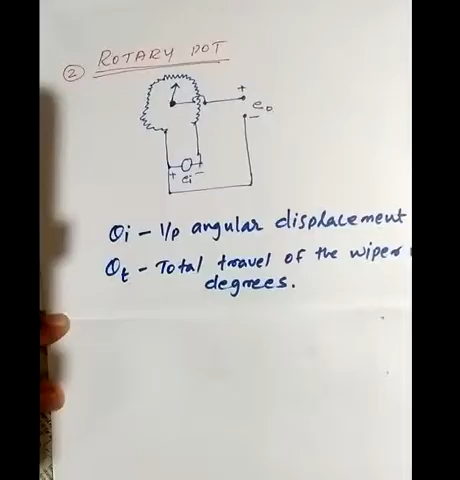 ② ROTARY POT
+
e₀
−
+ −
ei
θi – I/p angular displacement
θt – Total travel of the wiper
degrees.